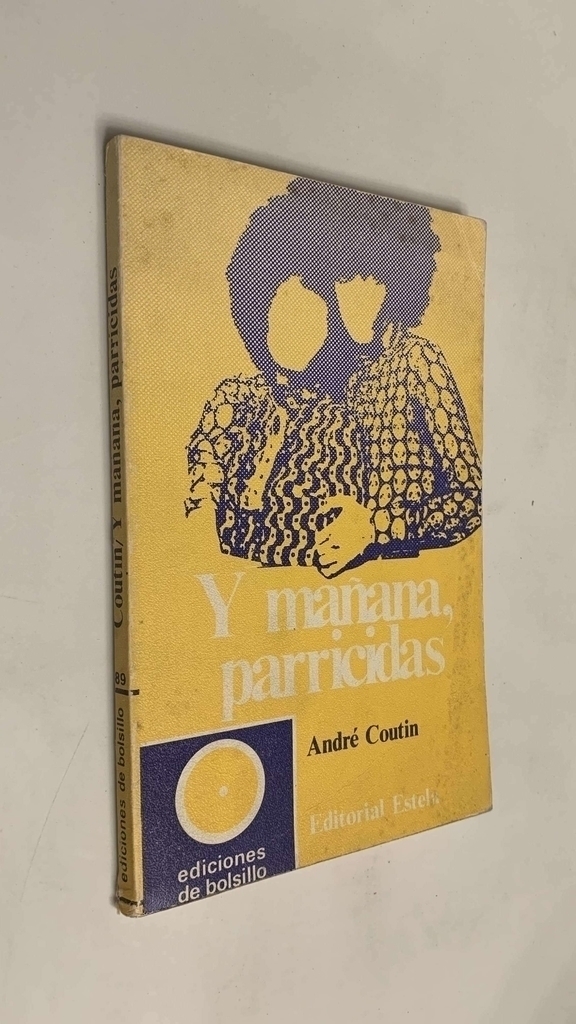 Y mañana,
parricidas
André Coutin
Editorial Estela
ediciones
de bolsillo
Coutin/Y mañana, parricidas
89
ediciones de bolsillo